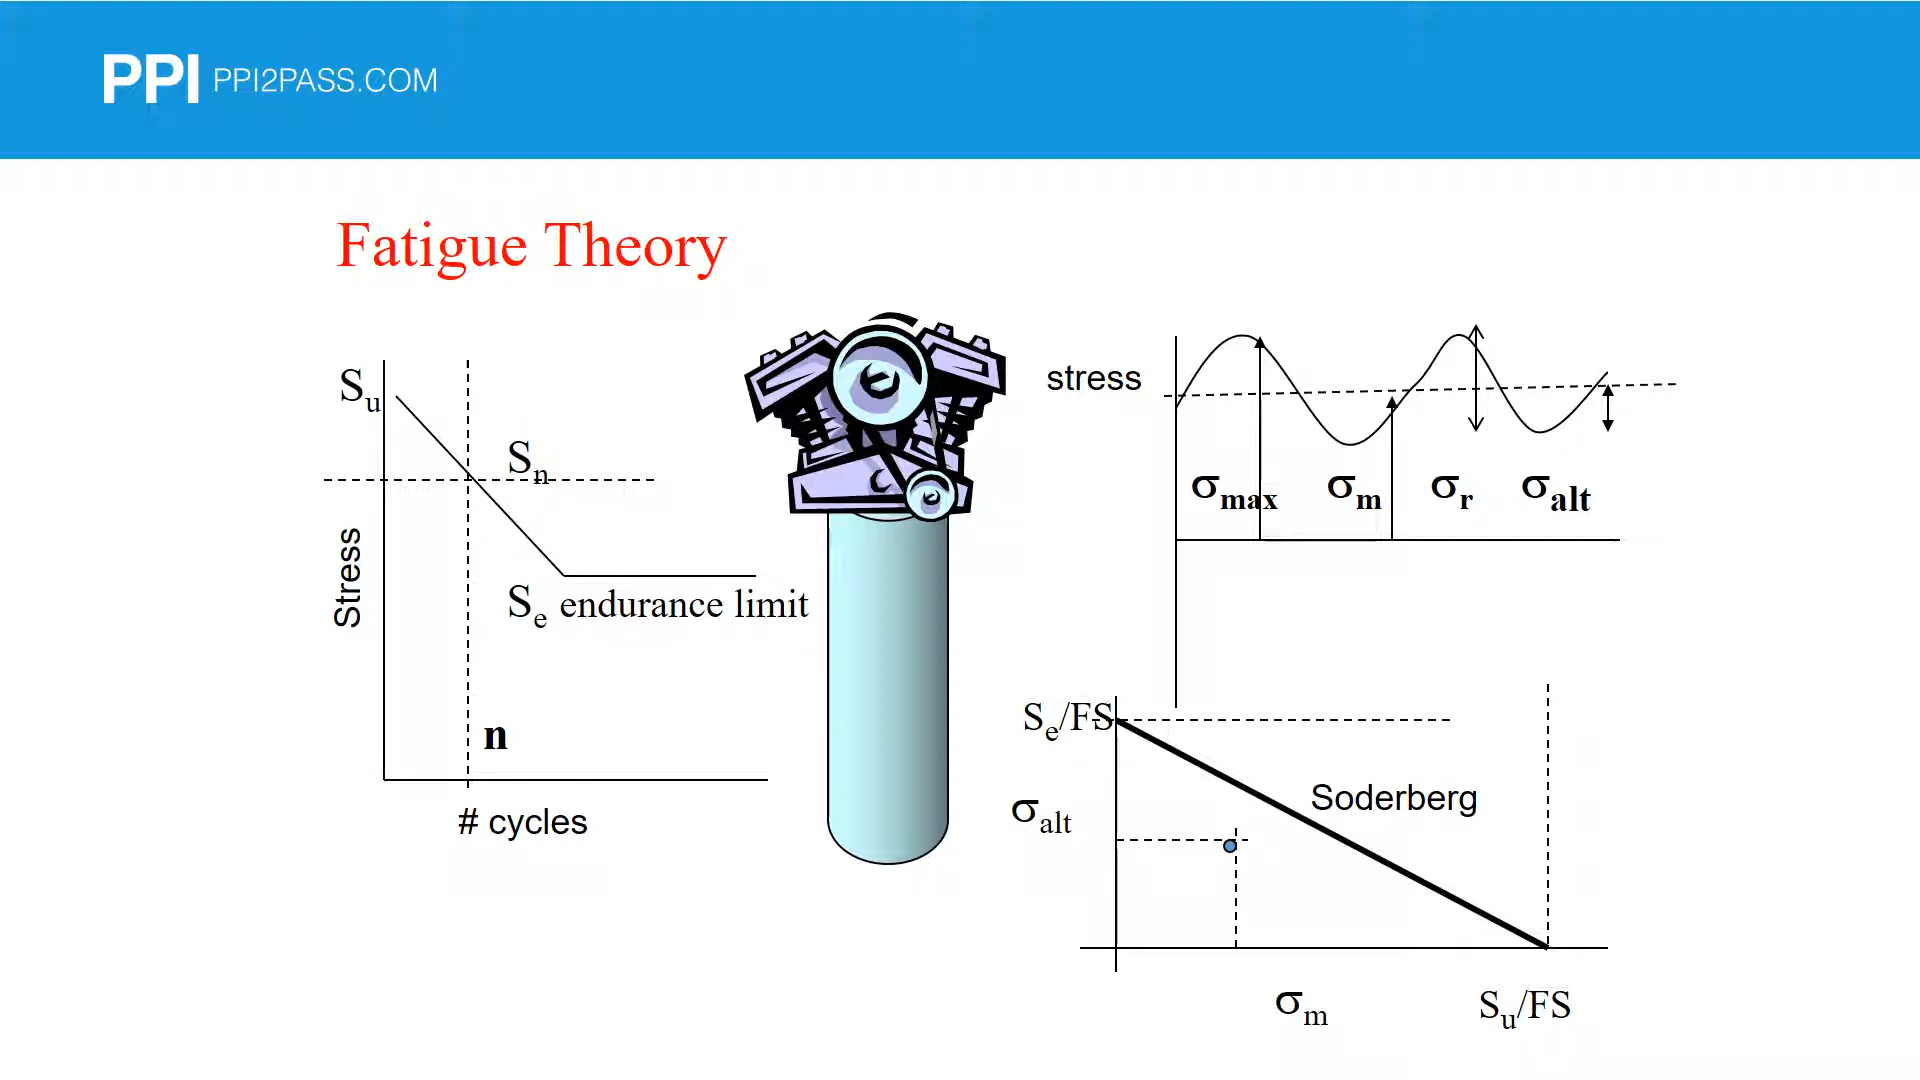 PPI PPI2PASS.COM
Fatigue Theory
Su
Sn
Stress
Se endurance limit
n
# cycles
stress
σmax σm σr σalt
Se/FS
Soderberg
σalt
σm
Su/FS